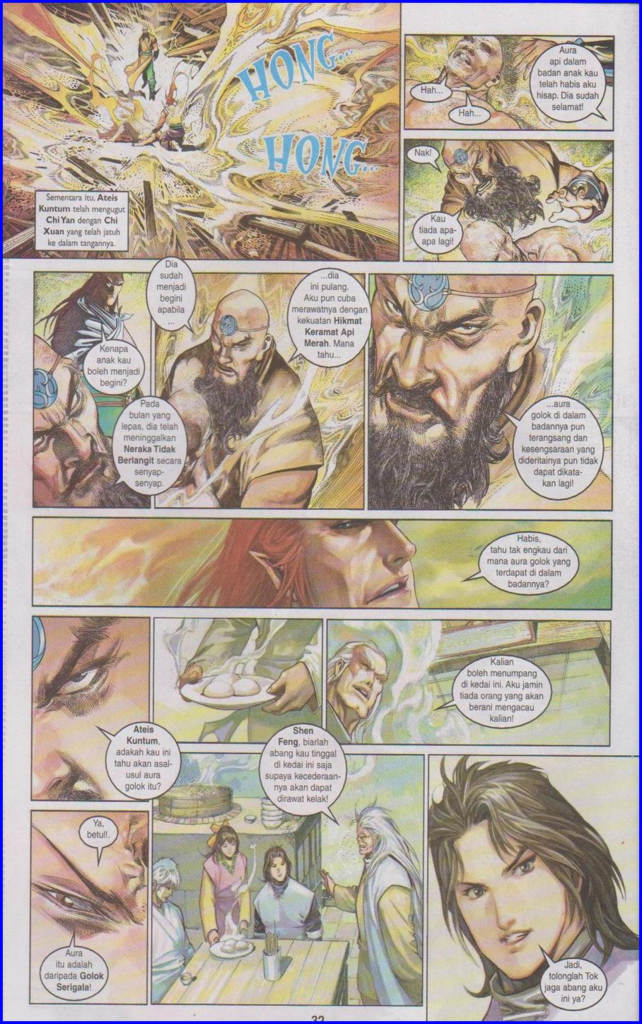 HONG...
HONG...
Sementara itu, Ateis
Kuntum telah mengugut
Chi Yan dengan Chi
Xuan yang telah jatuh
ke dalam tangannya.
Hah...
Hah...
Aura
api dalam
badan anak kau
telah habis aku
hisap. Dia sudah
selamat!
Nak!
Kau
tiada apa-
apa lagi!
Kenapa
anak kau
boleh menjadi
begini?
Dia
sudah
menjadi
begini
apabila
...
...dia
ini pulang.
Aku pun cuba
merawatnya dengan
kekuatan Hikmat
Keramat Api
Merah. Mana
tahu...
Pada
bulan yang
lepas, dia telah
meninggalkan
Neraka Tidak
Berlangit secara
senyap-
senyap.
...aura
golok di dalam
badannya pun
terangsang dan
kesengsaraan yang
dideritainya pun tidak
dapat dikata-
kan lagi!
Habis,
tahu tak engkau dari
mana aura golok yang
terdapat di dalam
badannya?
Ateis
Kuntum,
adakah kau ini
tahu akan asal-
usul aura
golok itu?
Kalian
boleh menumpang
di kedai ini. Aku jamin
tiada orang yang akan
berani mengacau
kalian!
Ya,
betul!.
Aura
itu adalah
daripada Golok
Serigala!
Shen
Feng, biarlah
abang kau tinggal
di kedai ini saja
supaya kecederaan-
nya akan dapat
dirawat kelak!
Jadi,
tolonglah Tok
jaga abang aku
ini ya?
32